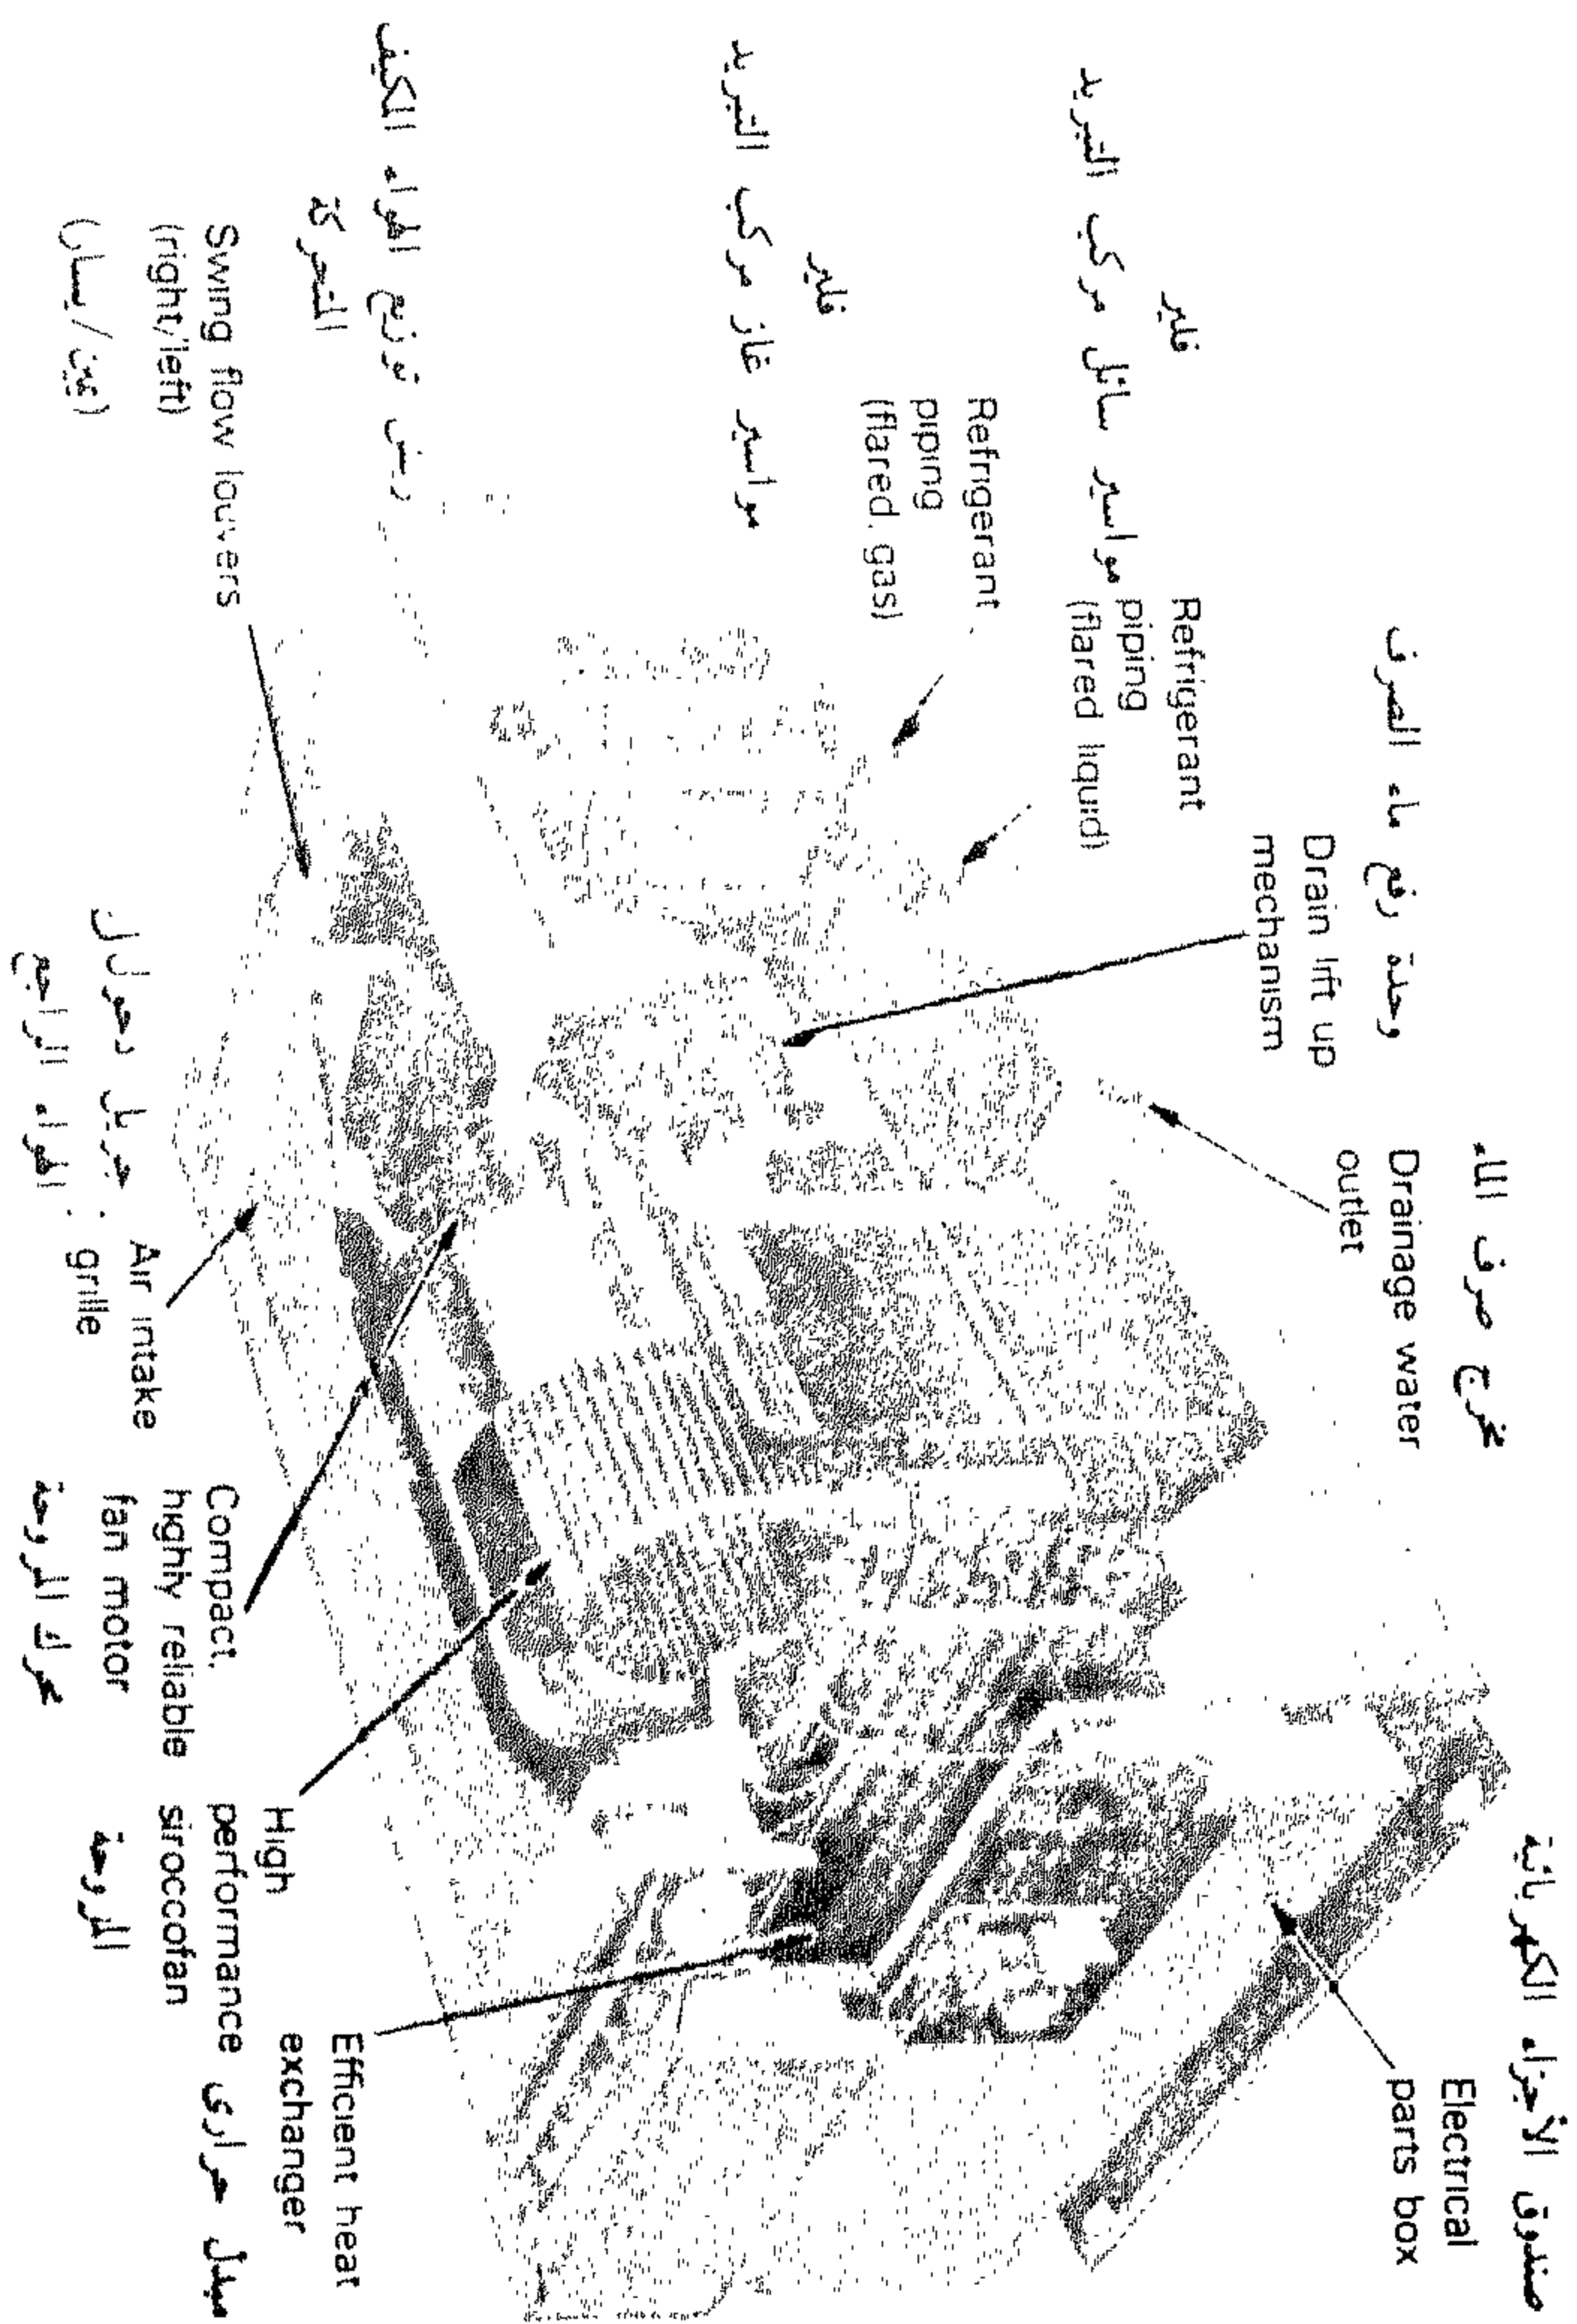 صندوق الأجزاء الكهربائية
Electrical
parts box
مخرج صرف الماء
Drainage water
outlet
وحدة رفع ماء الصرف
Drain lift up
mechanism
فلير
مواسير سائل مركب التبريد
Refrigerant
piping
(flared liquid)
فلير
مواسير غاز مركب التبريد
Refrigerant
piping
(flared, gas)
ريش توزيع الهواء المكيف
المتحركة
Swing flow louvers
(right/left)
(يمين/يسار)
Air intake
grille
جريل دخول
الهواء الراجع
Compact,
highly reliable
fan motor
محرك المروحة
High
performance
siroccofan
المروحة
Efficient heat
exchanger
مبدل حرارى